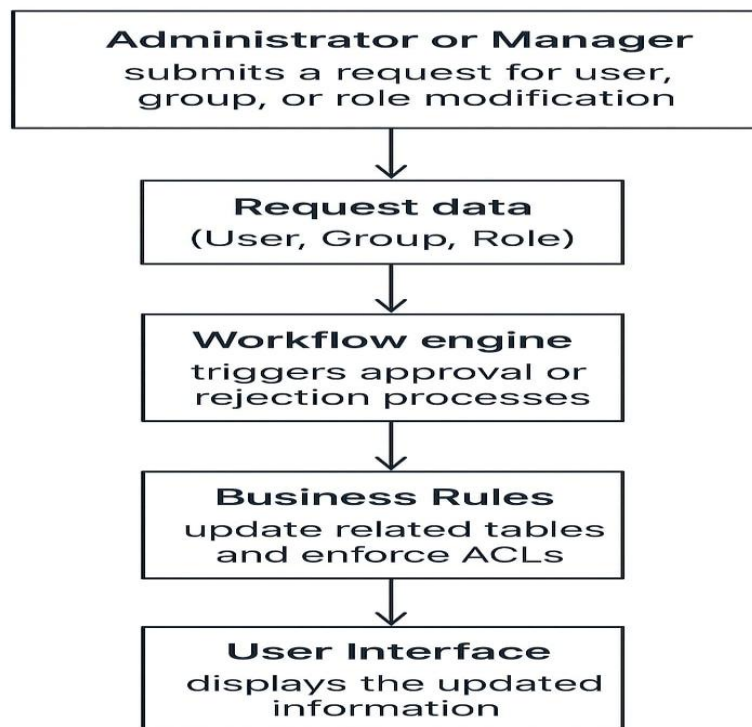 Administrator or Manager
submits a request for user,
group, or role modification
Request data
(User, Group, Role)
Workflow engine
triggers approval or
rejection processes
Business Rules
update related tables
and enforce ACLs
User Interface
displays the updated
information